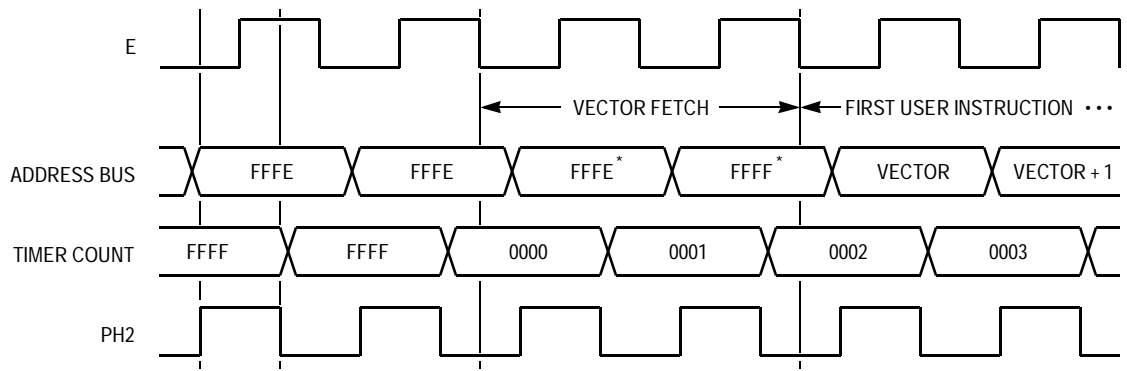 E
VECTOR FETCH FIRST USER INSTRUCTION • • •
ADDRESS BUS FFFE FFFE FFFE* FFFF* VECTOR VECTOR + 1
TIMER COUNT FFFF FFFF 0000 0001 0002 0003
PH2